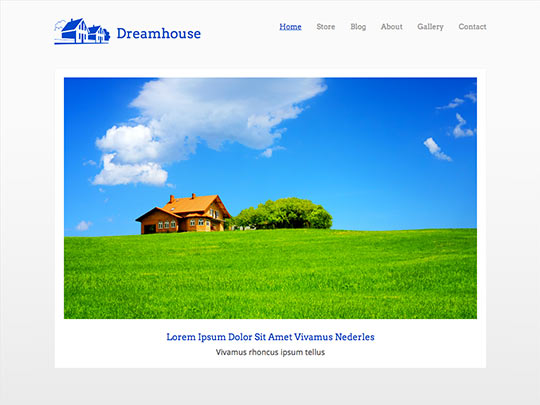 Dreamhouse
Home Store Blog About Gallery Contact
Lorem Ipsum Dolor Sit Amet Vivamus Nederles
Vivamus rhoncus ipsum tellus